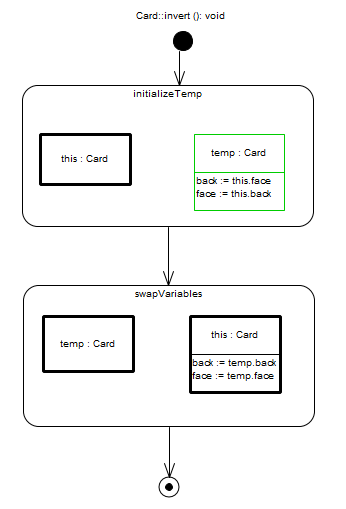 Card::invert (): void
initializeTemp
this : Card
temp : Card
back := this.face
face := this.back
swapVariables
temp : Card
this : Card
back := temp.back
face := temp.face